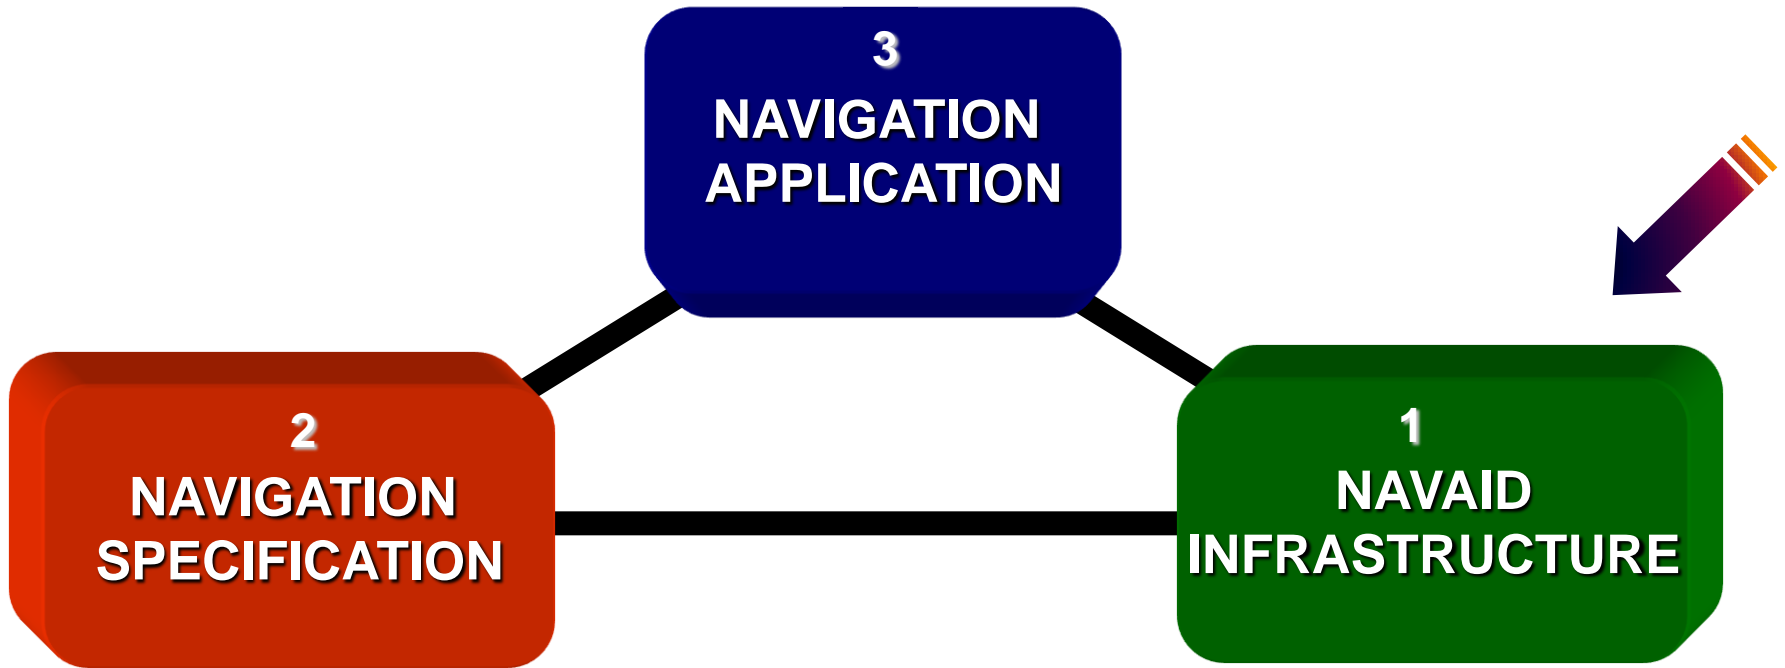 3
NAVIGATION
APPLICATION
2
NAVIGATION
SPECIFICATION
1
NAVAID
INFRASTRUCTURE